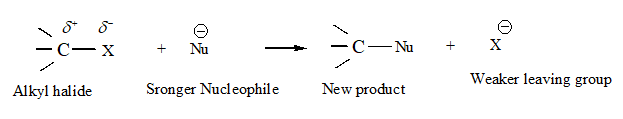 δ⁺ δ⁻ ⊖ ⊖
C — X + Nu → C — Nu + X
Alkyl halide Sronger Nucleophile New product Weaker leaving group